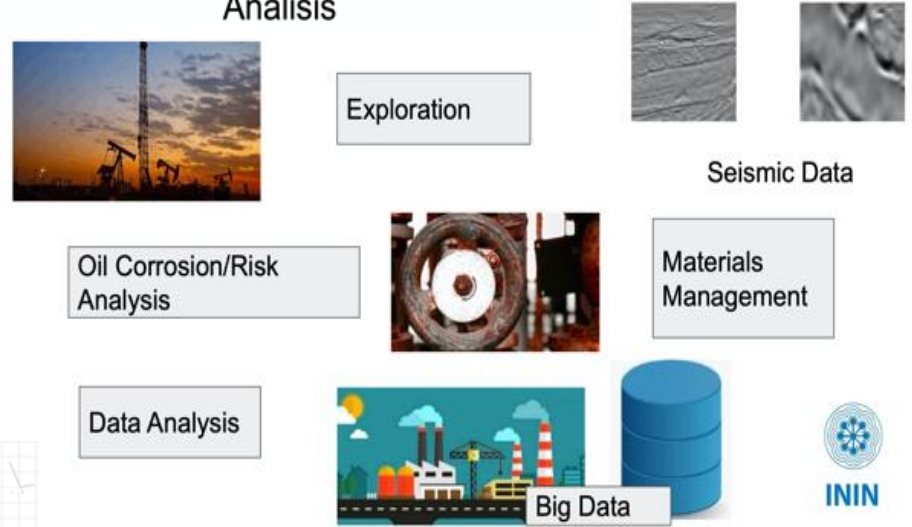 Analisis
Exploration
Seismic Data
Oil Corrosion/Risk
Analysis
Materials
Management
Data Analysis
Big Data
ININ